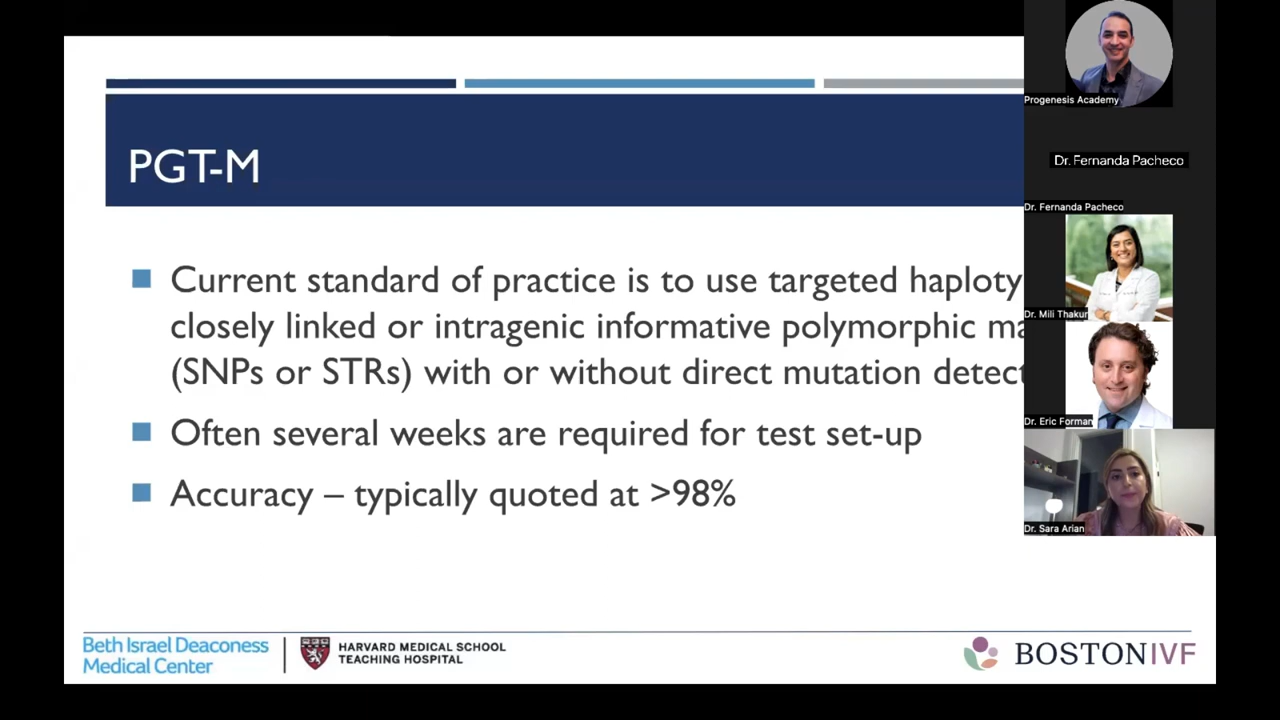 PGT-M
Current standard of practice is to use targeted
closely linked or intragenic informative polymorphic
(SNPs or STRs) with or without direct mutation
Often several weeks are required for test set-up
Accuracy – typically quoted at >98%
Beth Israel Deaconess
Medical Center
HARVARD MEDICAL SCHOOL
TEACHING HOSPITAL
BOSTONIVF
Progenesis Academy
Dr. Fernanda Pacheco
Dr. Fernanda Pacheco
Dr. Mili Thakur
Dr. Eric Forman
Dr. Sara Arian